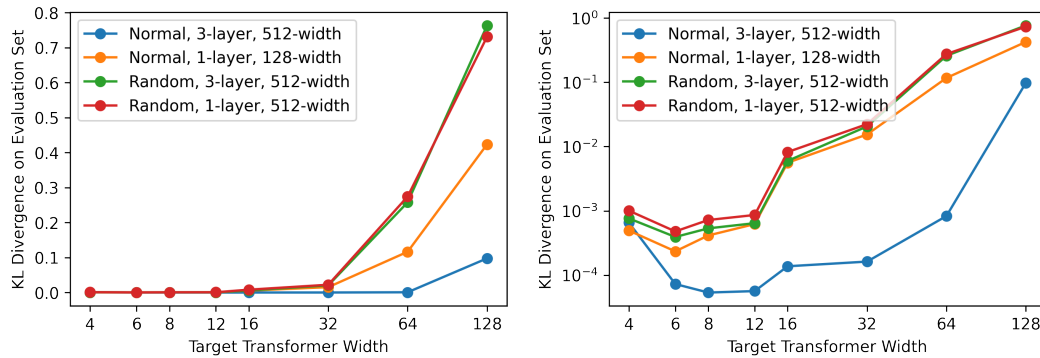 KL Divergence on Evaluation Set
0.8
0.7
0.6
0.5
0.4
0.3
0.2
0.1
0.0
Normal, 3-layer, 512-width
Normal, 1-layer, 128-width
Random, 3-layer, 512-width
Random, 1-layer, 512-width
4 6 8 12 16 32 64 128
Target Transformer Width
KL Divergence on Evaluation Set
10⁰
10⁻¹
10⁻²
10⁻³
10⁻⁴
Normal, 3-layer, 512-width
Normal, 1-layer, 128-width
Random, 3-layer, 512-width
Random, 1-layer, 512-width
4 6 8 12 16 32 64 128
Target Transformer Width